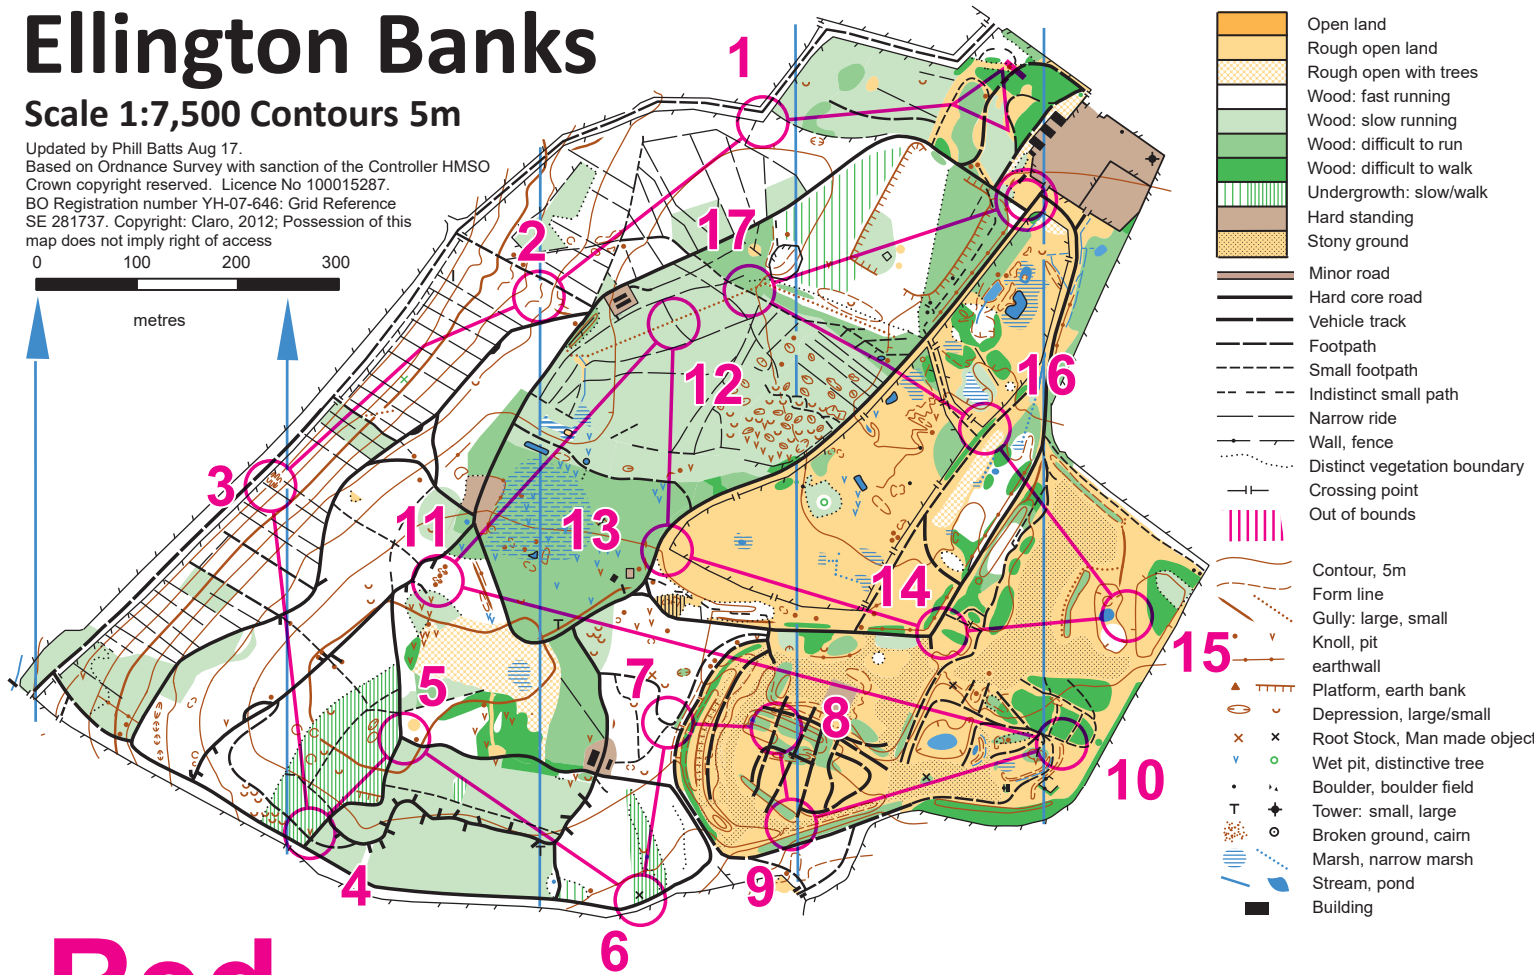 Ellington Banks
Scale 1:7,500 Contours 5m
Updated by Phill Batts Aug 17.
Based on Ordnance Survey with sanction of the Controller HMSO
Crown copyright reserved. Licence No 100015287.
BO Registration number YH-07-646: Grid Reference
SE 281737. Copyright: Claro, 2012; Possession of this
map does not imply right of access
0 100 200 300
metres
1
2
3
4
5
6
7
8
9
10
11
12
13
14
15
16
17
Red
Open land
Rough open land
Rough open with trees
Wood: fast running
Wood: slow running
Wood: difficult to run
Wood: difficult to walk
Undergrowth: slow/walk
Hard standing
Stony ground
Minor road
Hard core road
Vehicle track
Footpath
Small footpath
Indistinct small path
Narrow ride
Wall, fence
Distinct vegetation boundary
Crossing point
Out of bounds
Contour, 5m
Form line
Gully: large, small
Knoll, pit
earthwall
Platform, earth bank
Depression, large/small
Root Stock, Man made object
Wet pit, distinctive tree
Boulder, boulder field
Tower: small, large
Broken ground, cairn
Marsh, narrow marsh
Stream, pond
Building